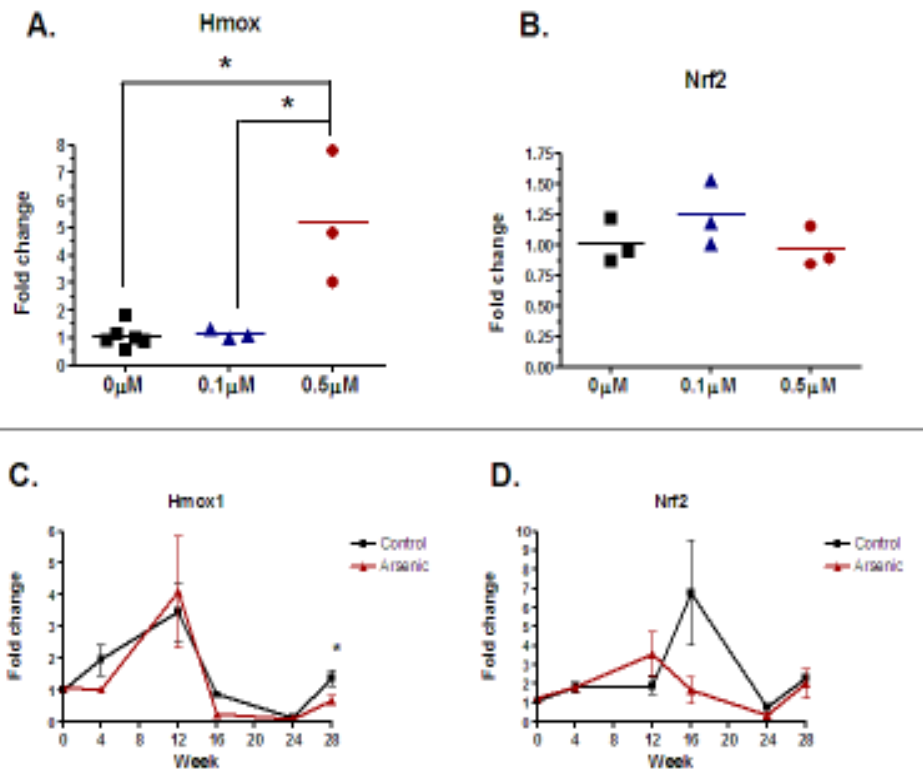 A.
Hmox
*
*
Fold change
8
7
6
5
4
3
2
1
0
0µM
0.1µM
0.5µM
B.
Nrf2
Fold change
1.75
1.50
1.25
1.00
0.75
0.50
0.25
0.00
0µM
0.1µM
0.5µM
C.
Hmox1
Fold change
6
5
4
3
2
1
0
0
4
8
12
16
20
24
28
Week
Control
Arsenic
*
D.
Nrf2
Fold change
10
9
8
7
6
5
4
3
2
1
0
0
4
8
12
16
20
24
28
Week
Control
Arsenic